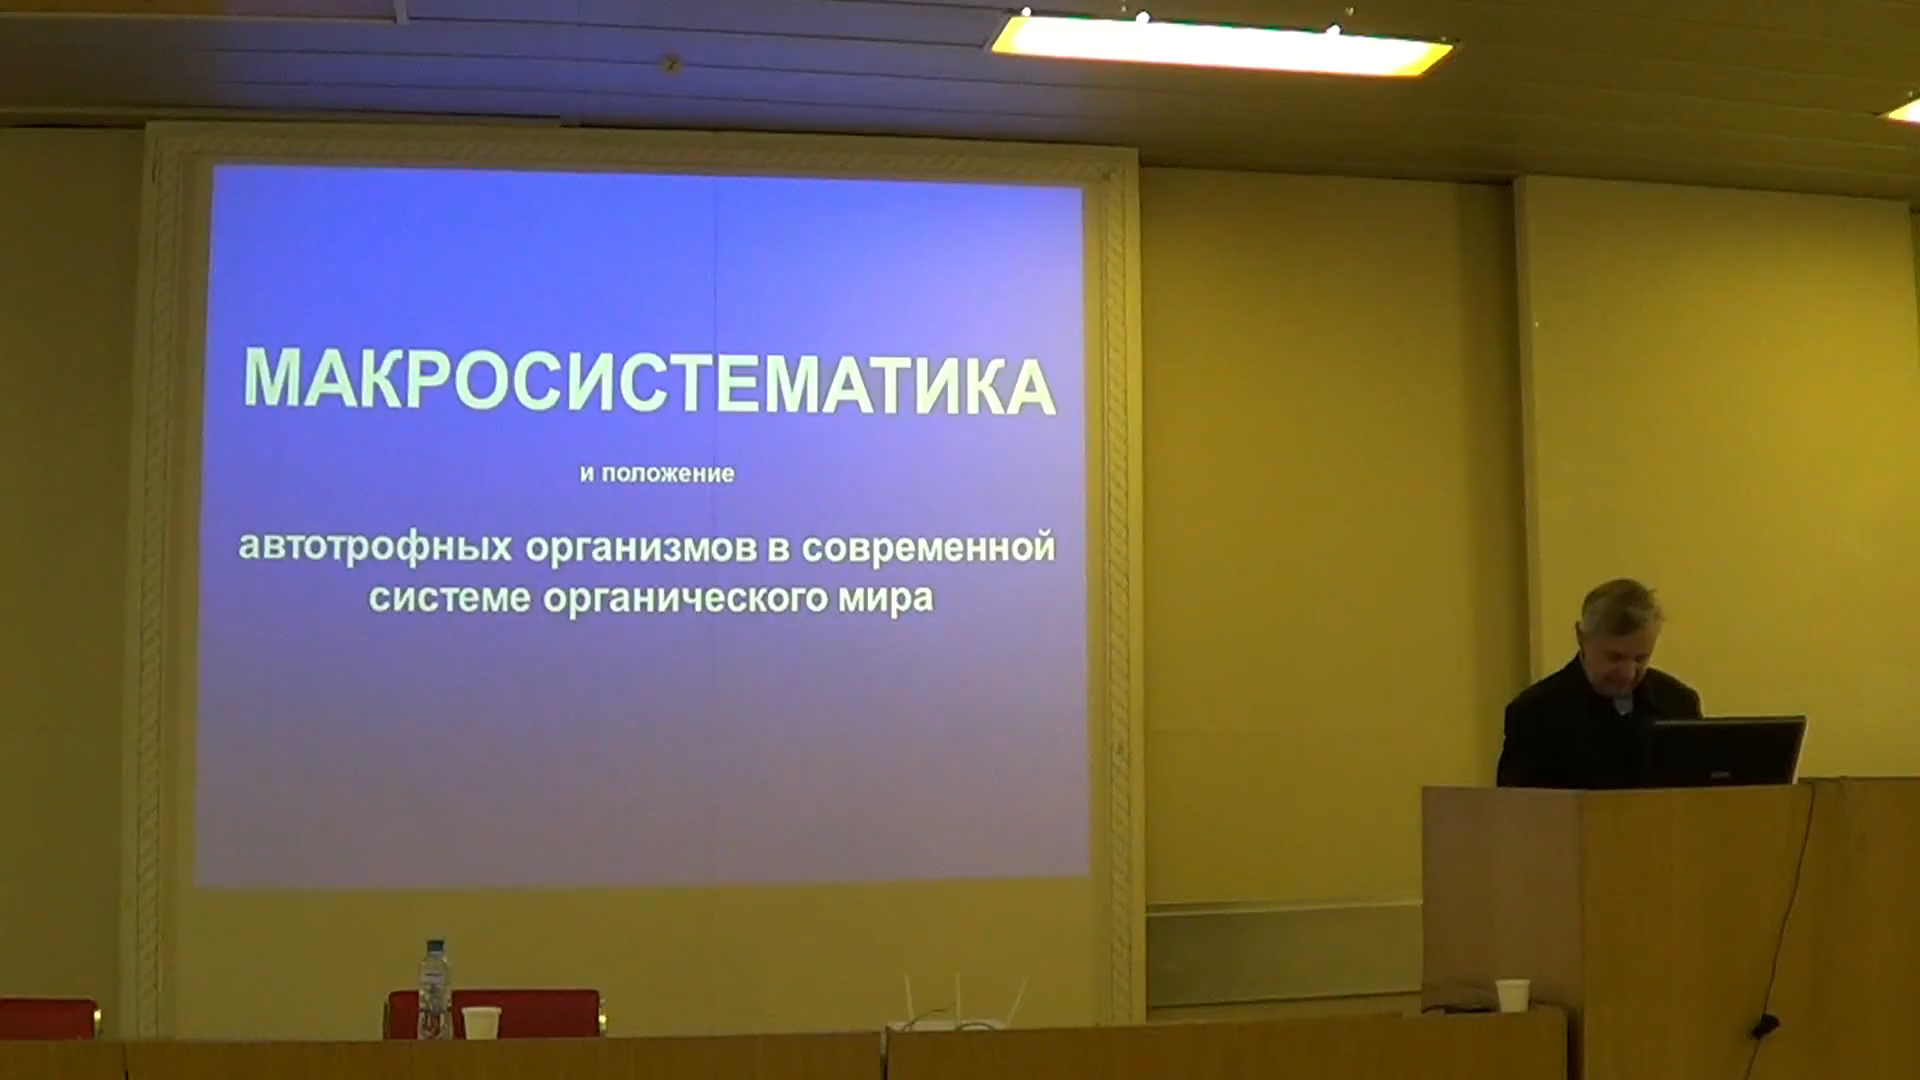 МАКРОСИСТЕМАТИКА
и положение
автотрофных организмов в современной
системе органического мира